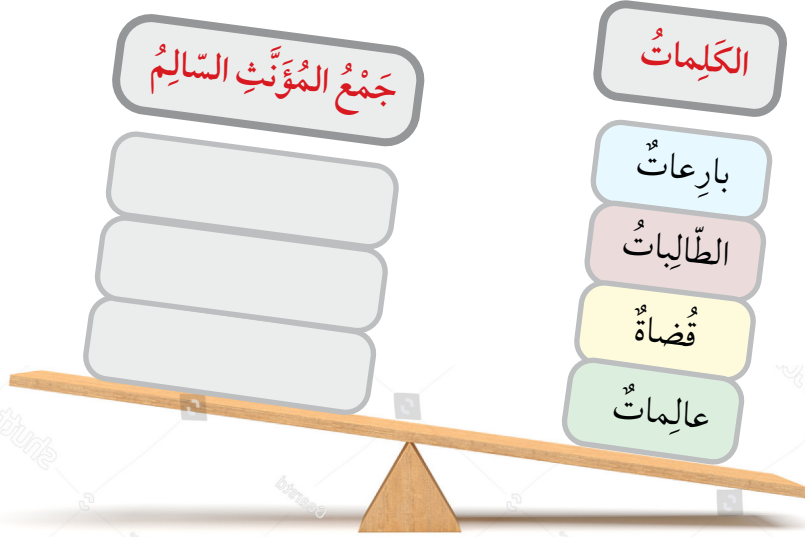 الكَلِماتُ
بارِعاتٌ
الطّالِباتُ
قُضاةٌ
عالِماتٌ
جَمْعُ المُؤَنَّثِ السّالِمُ